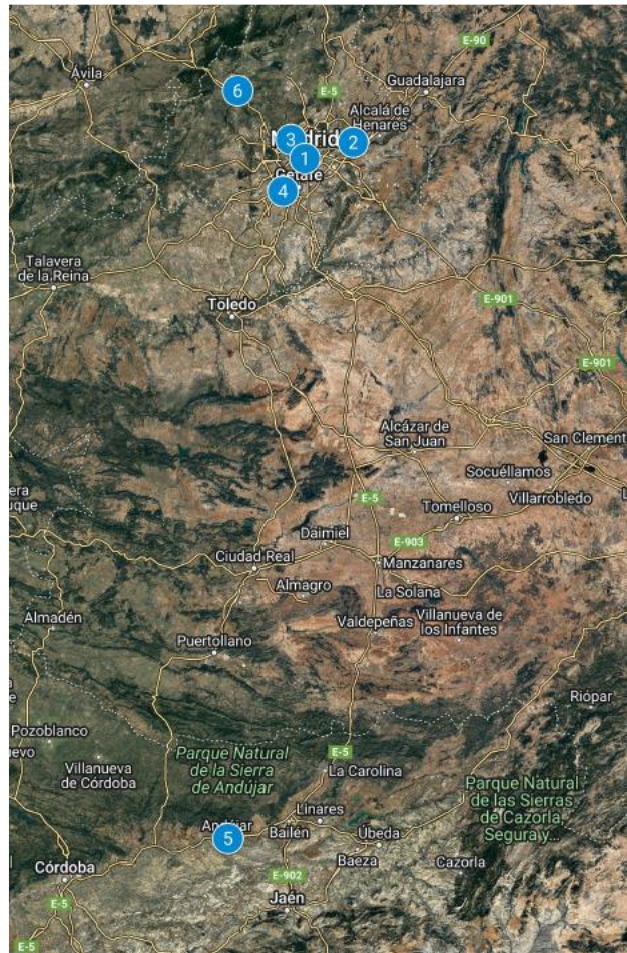 Ávila
E-90
Guadalajara
6
E-5
Alcalá de
Henares
3
2
1
Getafe
4
Talavera
de la Reina
Toledo
E-901
E-901
Alcázar de
San Juan
San Clement
Socuéllamos
Villarrobledo
E-5
Tomelloso
Daimiel
E-903
Ciudad Real
Manzanares
Almagro
La Solana
Almadén
Valdepeñas
Villanueva de
los Infantes
Puertollano
Riópar
Pozoblanco
Villanueva
de Córdoba
Parque Natural
de la Sierra
de Andújar
E-5
La Carolina
Parque Natural
de las Sierras
de Cazorla,
Segura y...
Linares
Andújar
5
Bailén
Úbeda
Baeza
Cazorla
Córdoba
E-902
Jaén
E-5
E-5